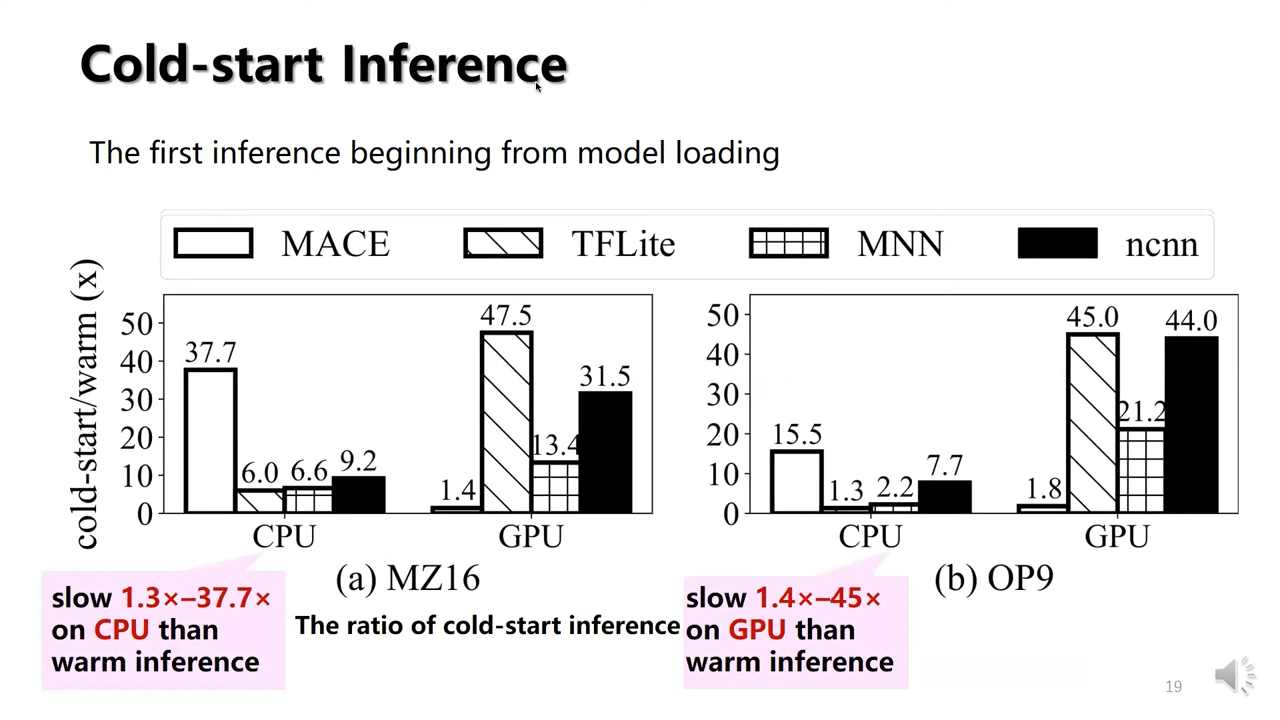 Cold-start Inference
The first inference beginning from model loading
MACE TFLite MNN ncnn
cold-start/warm (x)
50
40
30
20
10
0
37.7
6.0
6.6
9.2
1.4
47.5
13.4
31.5
CPU GPU
(a) MZ16
50
40
30
20
10
0
15.5
1.3
2.2
7.7
1.8
45.0
21.2
44.0
CPU GPU
(b) OP9
slow 1.3×–37.7×
on CPU than
warm inference
The ratio of cold-start inference
slow 1.4×–45×
on GPU than
warm inference
19